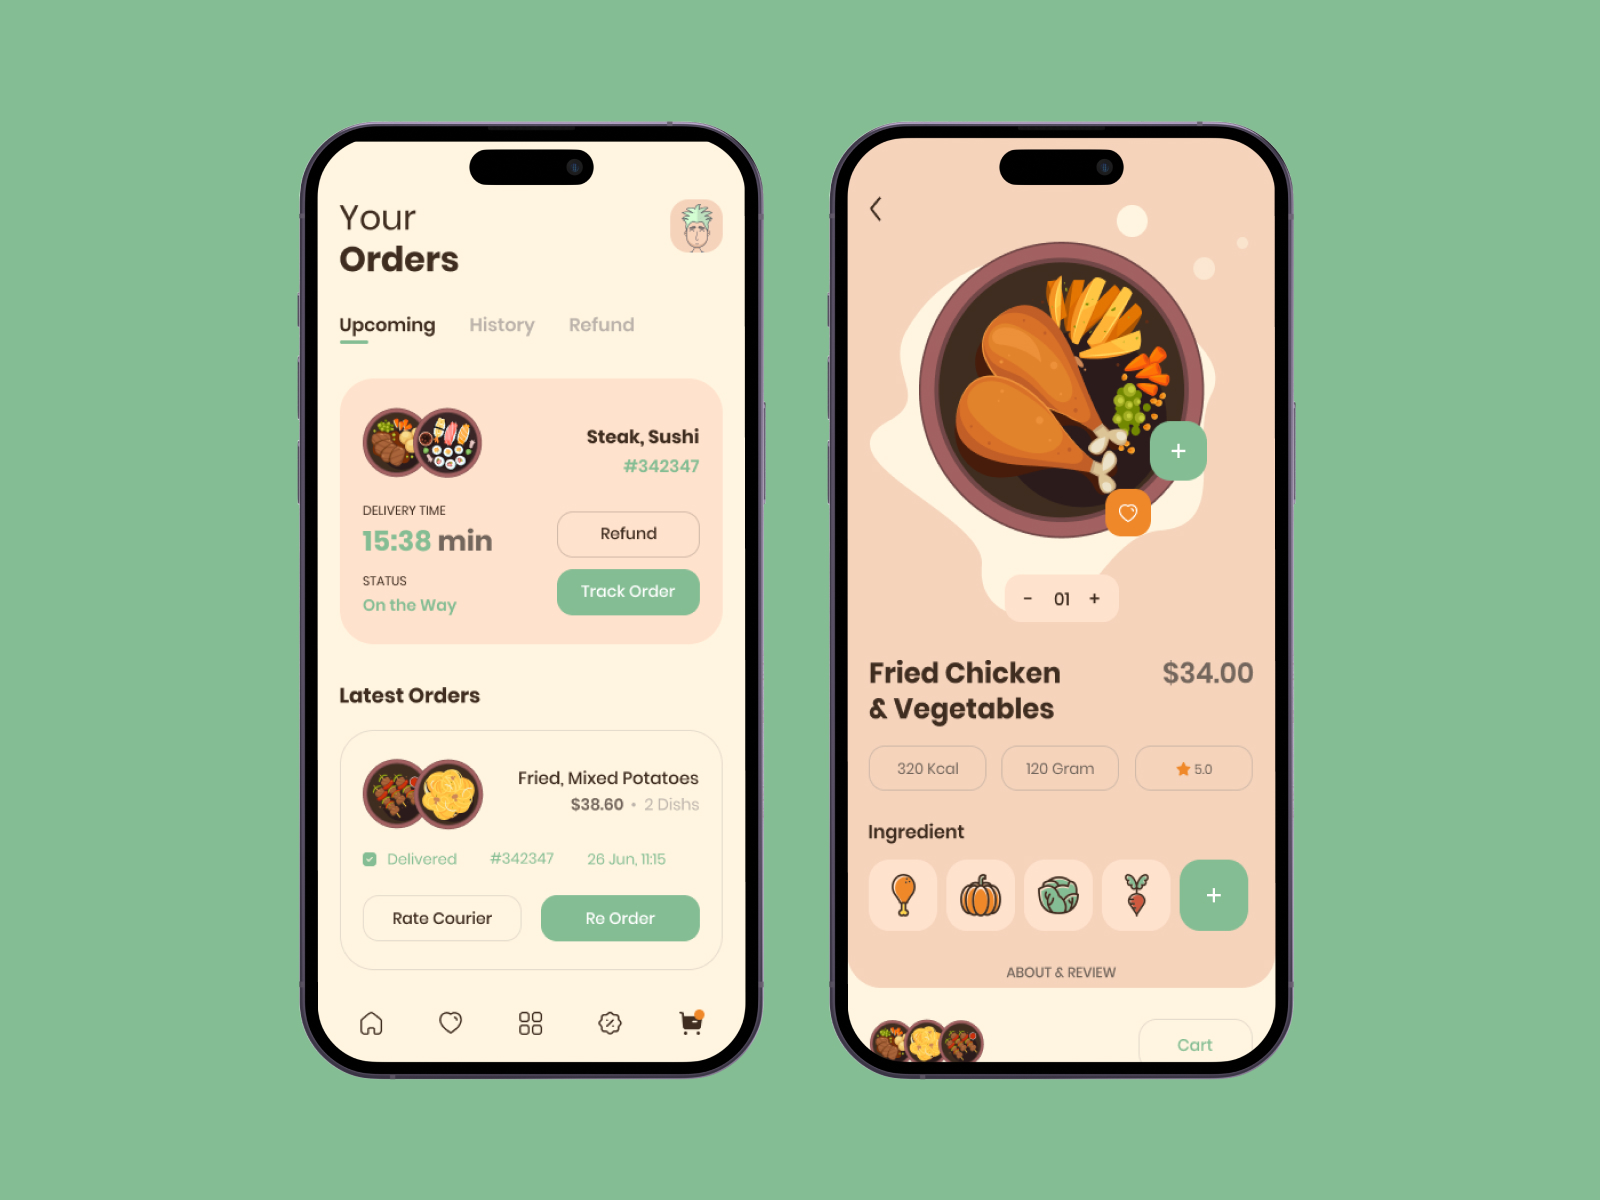 Your
Orders
Upcoming History Refund
Steak, Sushi
#342347
DELIVERY TIME
15:38 min
Refund
STATUS
On the Way
Track Order
Latest Orders
Fried, Mixed Potatoes
$38.60 • 2 Dishs
Delivered #342347 26 Jun, 11:15
Rate Courier Re Order
+
- 01 +
Fried Chicken $34.00
& Vegetables
320 Kcal 120 Gram 5.0
Ingredient
+
ABOUT & REVIEW
Cart